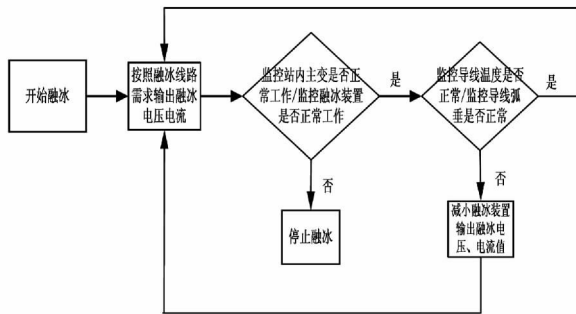 开始融冰
按照融冰线路
需求输出融冰
电压电流
监控站内主变是否正
常工作/监控融冰装置
是否正常工作
是
监控导线温度是否
正常/监控导线弧
垂是否正常
是
否
停止融冰
否
减小融冰装置
输出融冰电
压、电流值